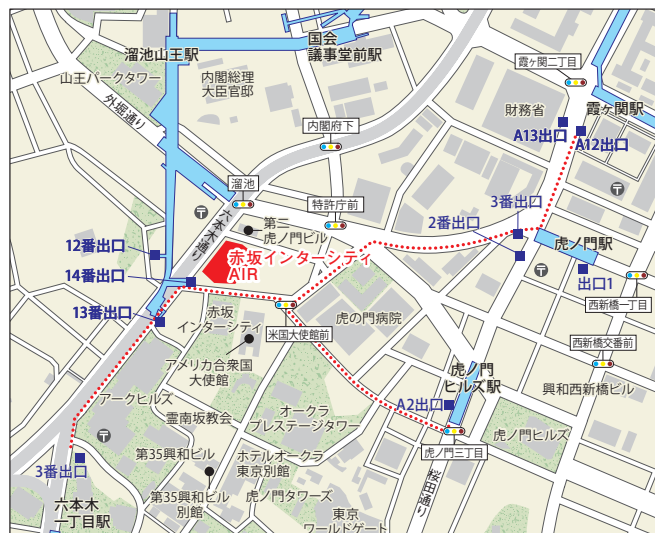 国会
議事堂前駅
溜池山王駅
山王パークタワー
内閣総理
大臣官邸
霞ヶ関二丁目
財務省
霞ヶ関駅
外堀通り
内閣府下
A13出口
A12出口
溜池
特許庁前
3番出口
2番出口
六本木通り
第二
虎ノ門ビル
虎ノ門駅
12番出口
赤坂インターシティ
AIR
14番出口
出口1
西新橋一丁目
13番出口
赤坂
インターシティ
米国大使館前
虎の門病院
西新橋交番前
アメリカ合衆国
大使館
虎ノ門
ヒルズ駅
アークヒルズ
興和西新橋ビル
霊南坂教会
オークラ
プレステージタワー
A2出口
虎ノ門ヒルズ
3番出口
第35興和ビル
ホテルオークラ
東京別館
虎ノ門三丁目
第35興和ビル
別館
虎ノ門タワーズ
桜田通り
六本木
一丁目駅
東京
ワールドゲート